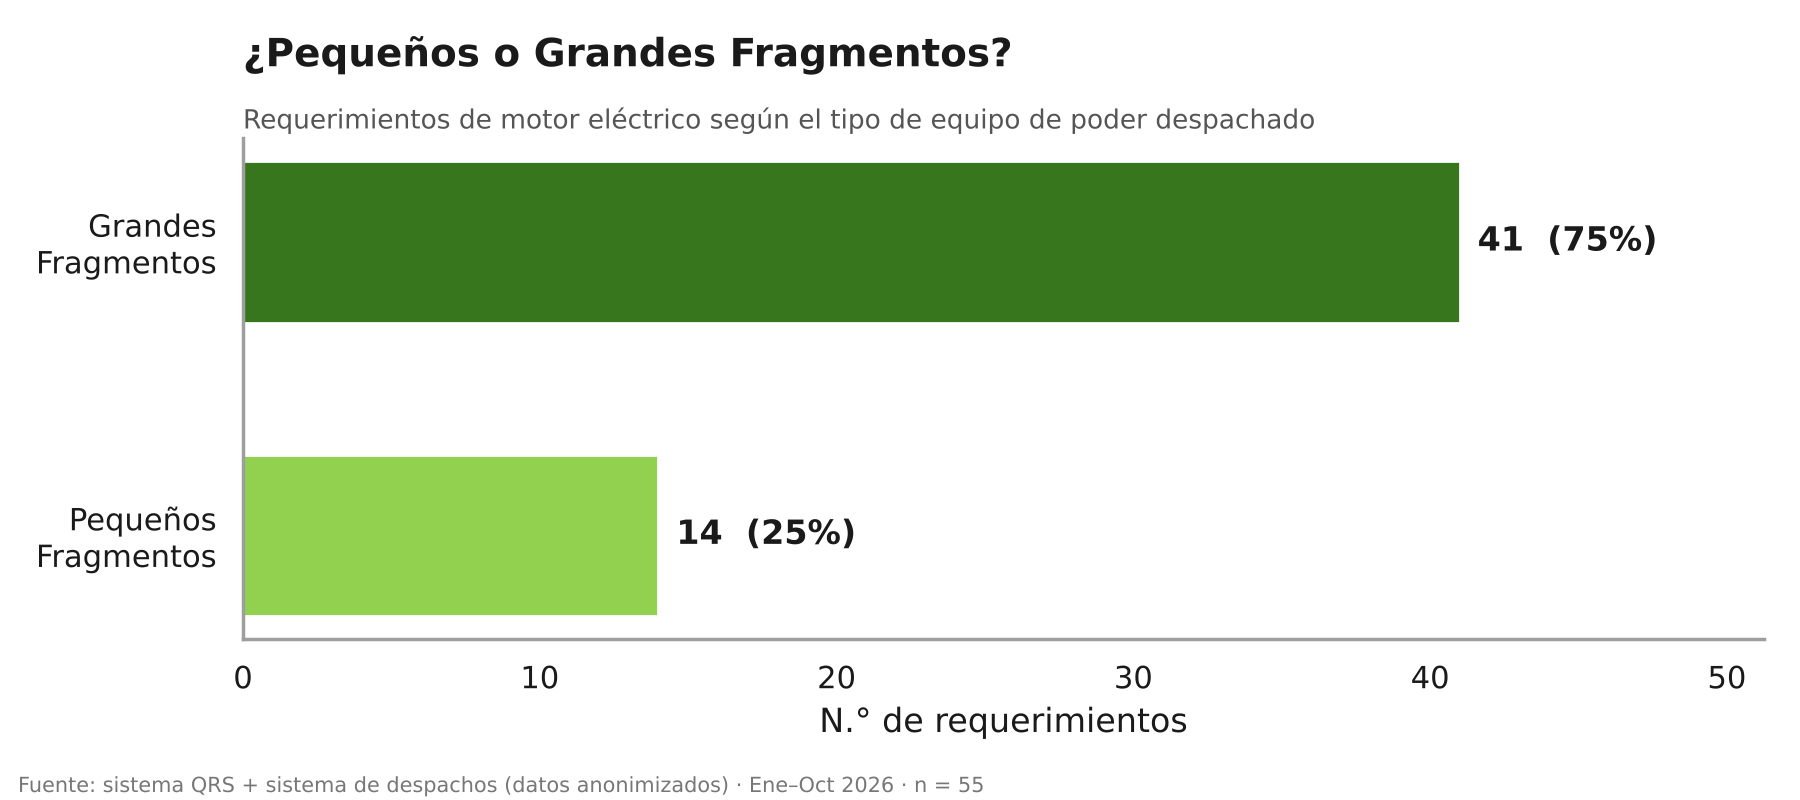 ¿Pequeños o Grandes Fragmentos?
Requerimientos de motor eléctrico según el tipo de equipo de poder despachado
Grandes
Fragmentos
41 (75%)
Pequeños
Fragmentos
14 (25%)
0 10 20 30 40 50
N.° de requerimientos
Fuente: sistema QRS + sistema de despachos (datos anonimizados) · Ene–Oct 2026 · n = 55